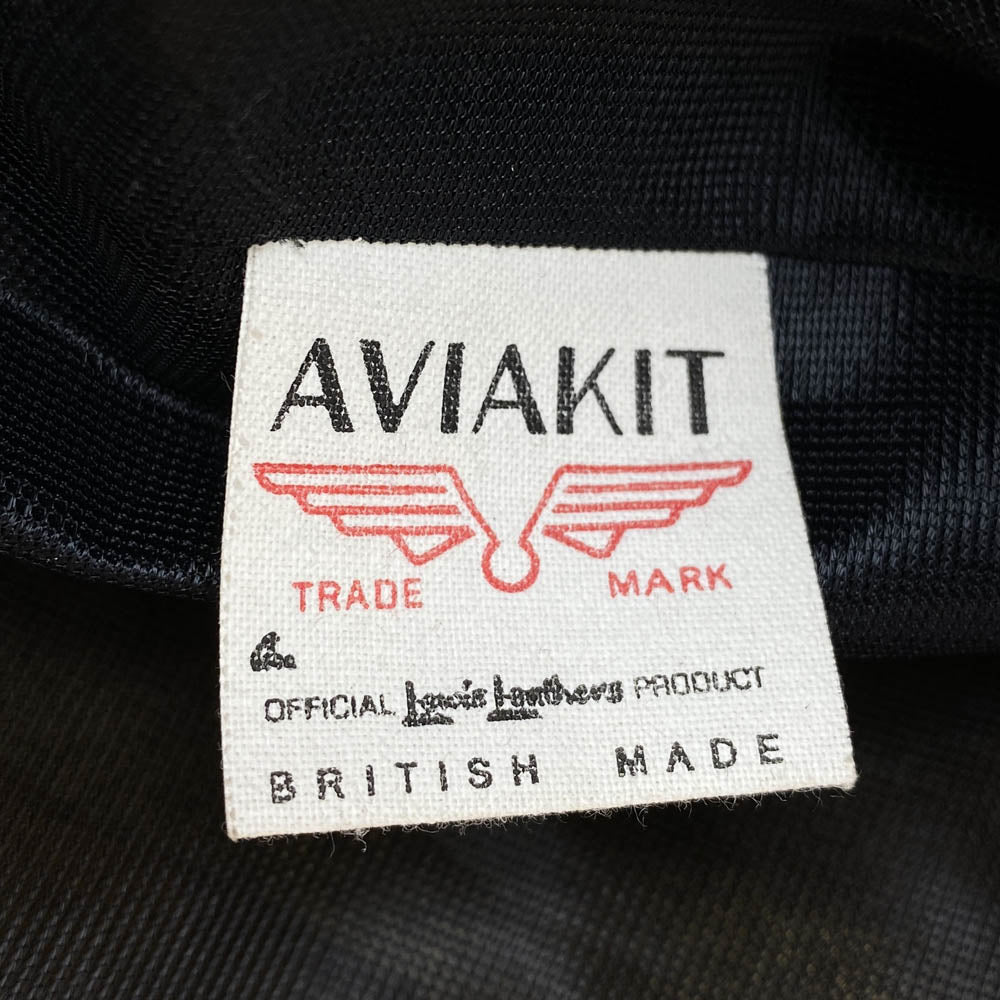 AVIAKIT
TRADE MARK
OFFICIAL Lewis Leathers PRODUCT
BRITISH MADE